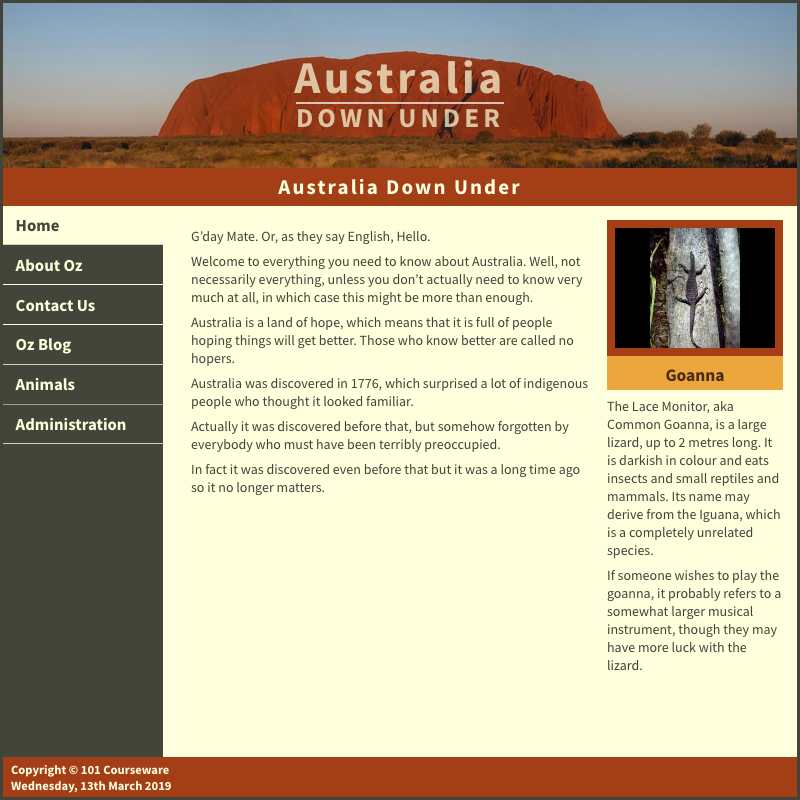 Australia
DOWN UNDER
Australia Down Under
Home
About Oz
Contact Us
Oz Blog
Animals
Administration
G’day Mate. Or, as they say English, Hello.
Welcome to everything you need to know about Australia. Well, not
necessarily everything, unless you don’t actually need to know very
much at all, in which case this might be more than enough.
Australia is a land of hope, which means that it is full of people
hoping things will get better. Those who know better are called no
hopers.
Australia was discovered in 1776, which surprised a lot of indigenous
people who thought it looked familiar.
Actually it was discovered before that, but somehow forgotten by
everybody who must have been terribly preoccupied.
In fact it was discovered even before that but it was a long time ago
so it no longer matters.
Goanna
The Lace Monitor, aka
Common Goanna, is a large
lizard, up to 2 metres long. It
is darkish in colour and eats
insects and small reptiles and
mammals. Its name may
derive from the Iguana, which
is a completely unrelated
species.
If someone wishes to play the
goanna, it probably refers to a
somewhat larger musical
instrument, though they may
have more luck with the
lizard.
Copyright © 101 Courseware
Wednesday, 13th March 2019